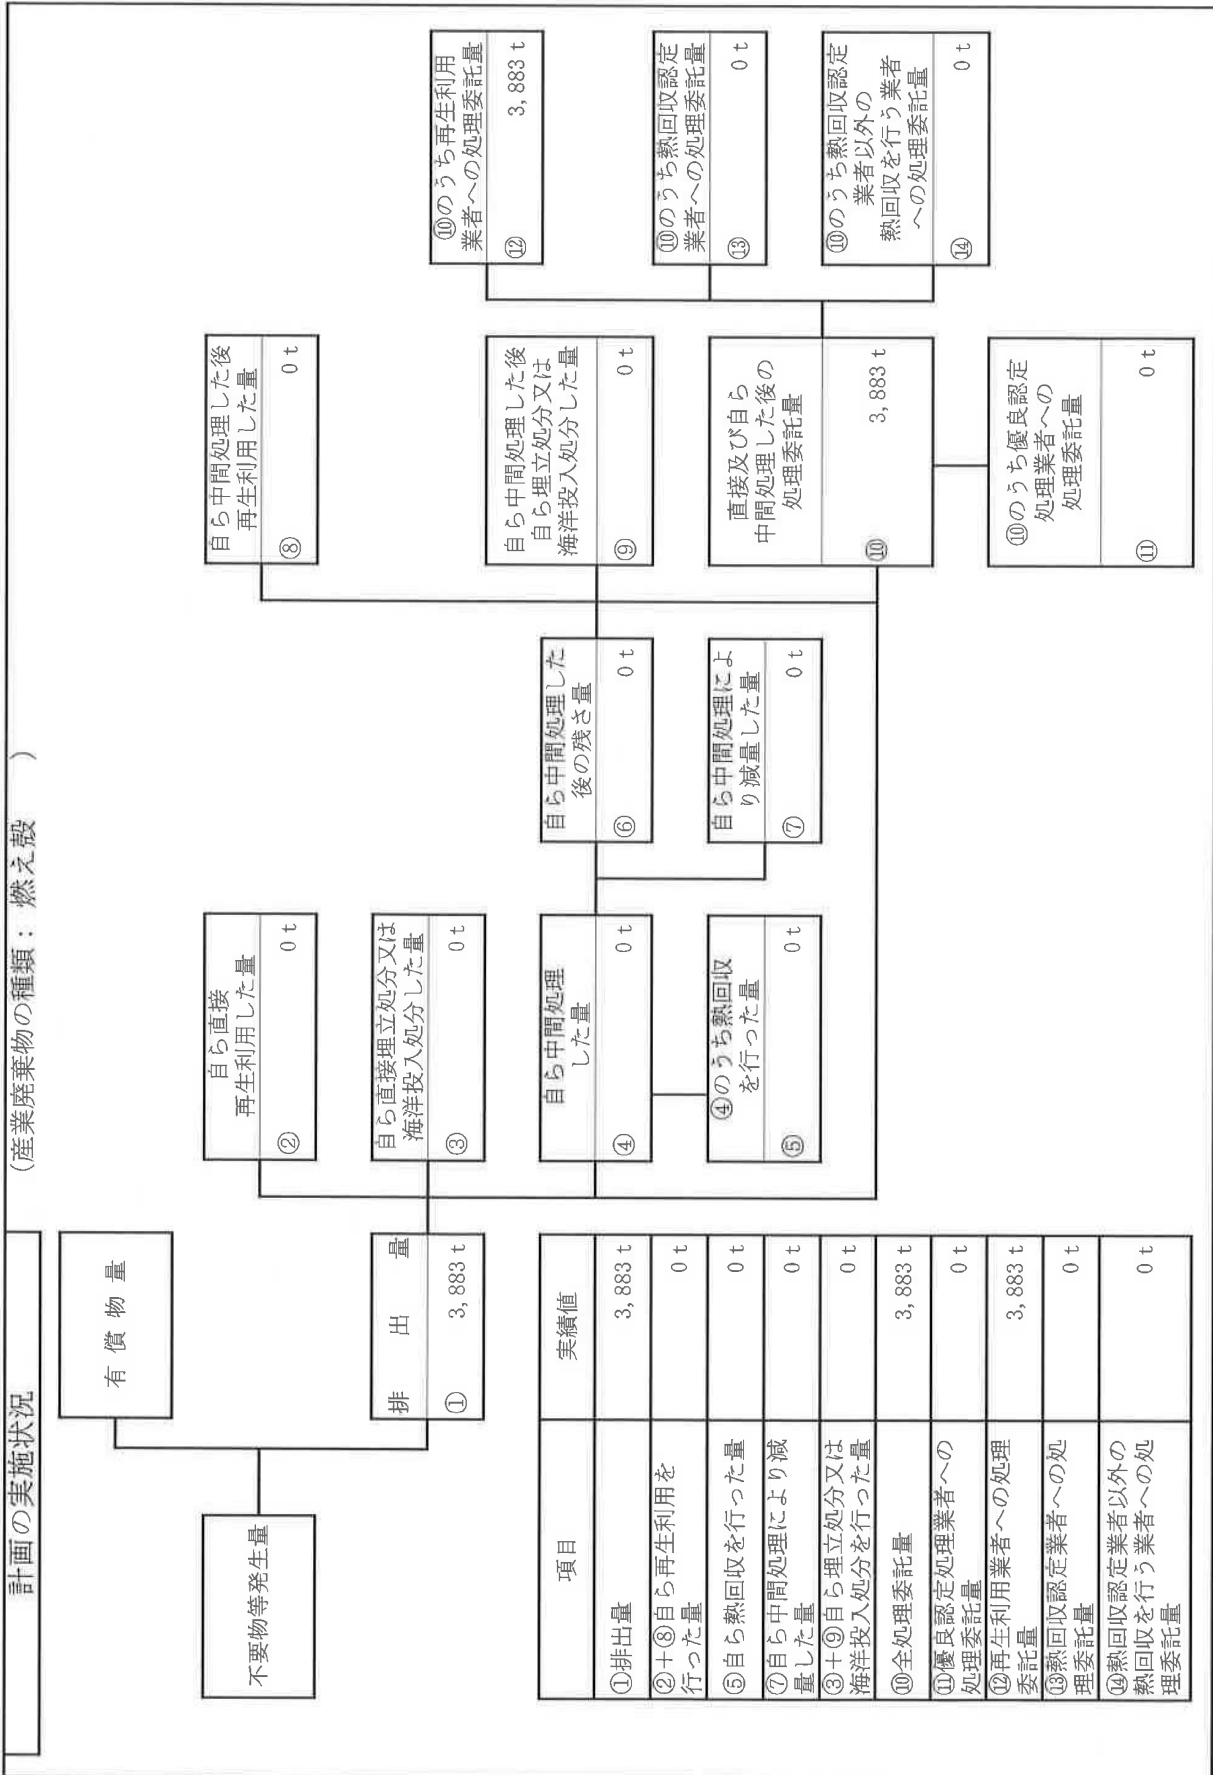 計画の実施状況
（産業廃棄物の種類： 燃え殻 ）
不要物等発生量
有 償 物 量
排 出 量
① 3,883 t
自ら直接
再生利用した量
② 0 t
自ら直接埋立処分又は
海洋投入処分した量
③ 0 t
自ら中間処理
した量
④ 0 t
④のうち熱回収
を行った量
⑤ 0 t
自ら中間処理した
後の残さ量
⑥ 0 t
自ら中間処理によ
り減量した量
⑦ 0 t
自ら中間処理した後
再生利用した量
⑧ 0 t
自ら中間処理した後
自ら埋立処分又は
海洋投入処分した量
⑨ 0 t
直接及び自ら
中間処理した後の
処理委託量
⑩ 3,883 t
⑩のうち優良認定
処理業者への
処理委託量
⑪ 0 t
⑩のうち再生利用
業者への処理委託量
⑫ 3,883 t
⑩のうち熱回収認定
業者への処理委託量
⑬ 0 t
⑩のうち熱回収認定
業者以外の
熱回収を行う業者
への処理委託量
⑭ 0 t
項目 実績値
①排出量 3,883 t
②＋⑧自ら再生利用を
行った量 0 t
⑤自ら熱回収を行った量 0 t
⑦自ら中間処理により減
量した量 0 t
③＋⑨自ら埋立処分又は
海洋投入処分を行った量 0 t
⑩全処理委託量 3,883 t
⑪優良認定処理業者への
処理委託量 0 t
⑫再生利用業者への処理
委託量 3,883 t
⑬熱回収認定業者への処
理委託量 0 t
⑭熱回収認定業者以外の
熱回収を行う業者への処
理委託量 0 t